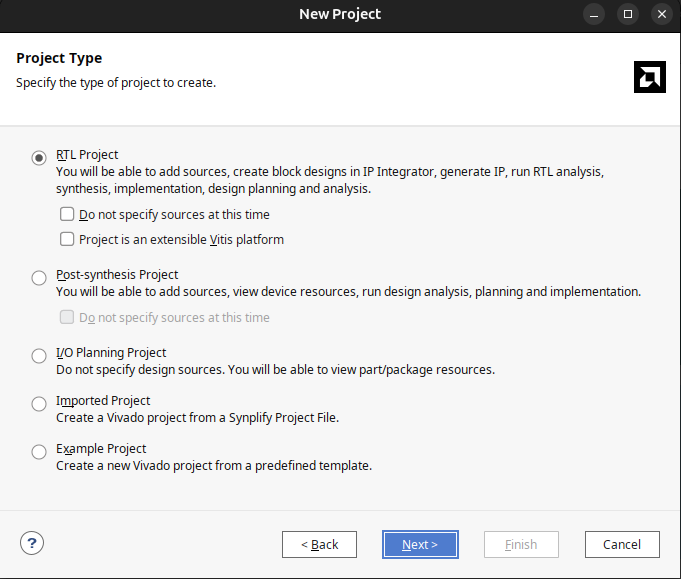 New Project
Project Type
Specify the type of project to create.
RTL Project
You will be able to add sources, create block designs in IP Integrator, generate IP, run RTL analysis,
synthesis, implementation, design planning and analysis.
Do not specify sources at this time
Project is an extensible Vitis platform
Post-synthesis Project
You will be able to add sources, view device resources, run design analysis, planning and implementation.
Do not specify sources at this time
I/O Planning Project
Do not specify design sources. You will be able to view part/package resources.
Imported Project
Create a Vivado project from a Synplify Project File.
Example Project
Create a new Vivado project from a predefined template.
? < Back Next > Finish Cancel